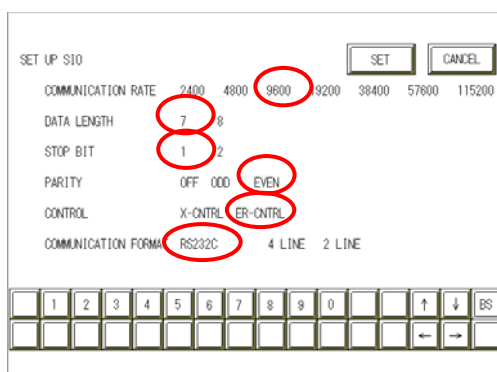 SET UP SIO SET CANCEL
COMMUNICATION RATE 2400 4800 9600 19200 38400 57600 115200
DATA LENGTH 7 8
STOP BIT 1 2
PARITY OFF ODD EVEN
CONTROL X-CNTRL ER-CNTRL
COMMUNICATION FORMA RS232C 4 LINE 2 LINE
1 2 3 4 5 6 7 8 9 0 ↑ ↓ BS
← →